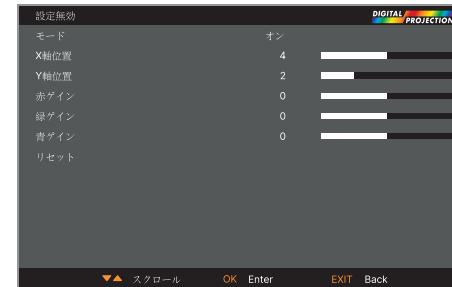 設定無効
DIGITAL PROJECTION
モード オン
X軸位置 4
Y軸位置 2
赤ゲイン 0
緑ゲイン 0
青ゲイン 0
リセット
▼▲ スクロール OK Enter EXIT Back